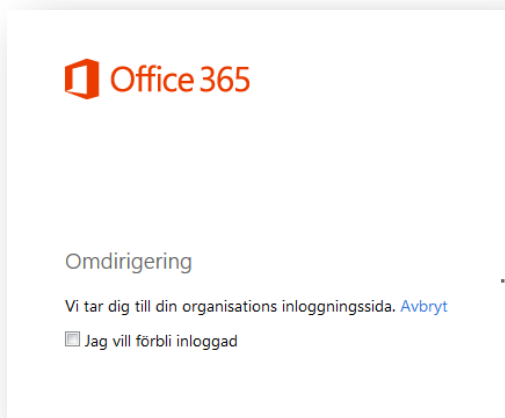 Office 365
Omdirigering
Vi tar dig till din organisations inloggningssida. Avbryt
Jag vill förbli inloggad